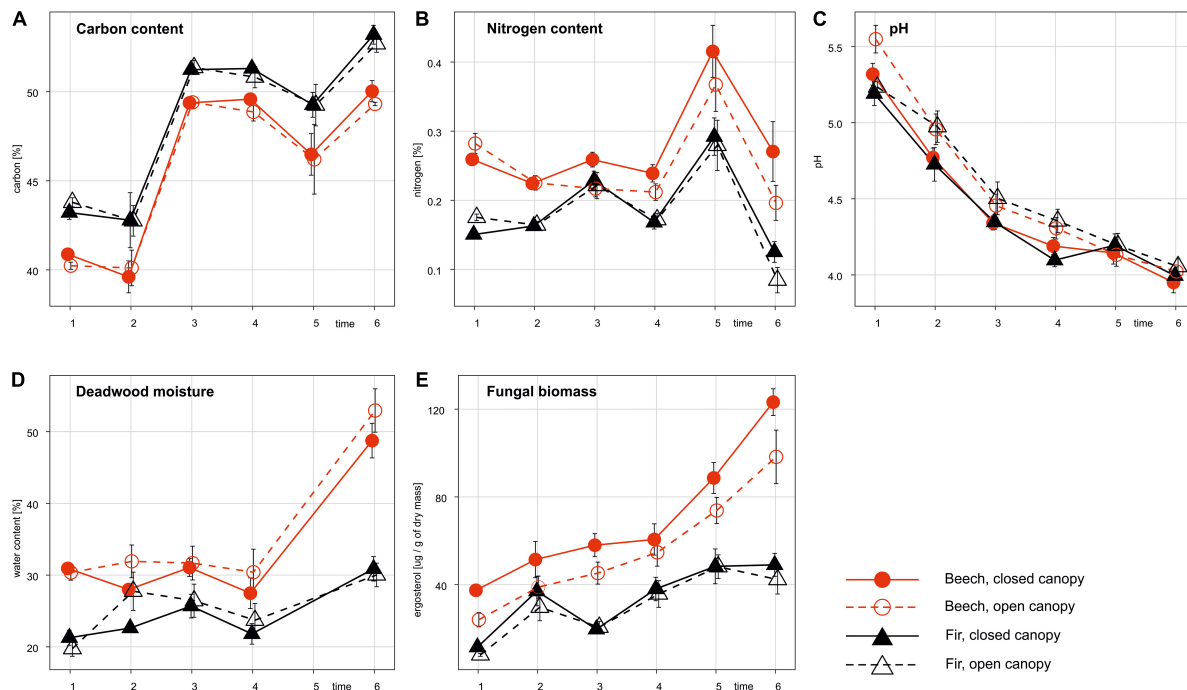 A
Carbon content
carbon [%]
50
45
40
1 2 3 4 5 time 6
B
Nitrogen content
nitrogen [%]
0.4
0.3
0.2
0.1
1 2 3 4 5 time 6
C
pH
pH
5.5
5.0
4.5
4.0
1 2 3 4 5 time 6
D
Deadwood moisture
water content [%]
50
40
30
20
1 2 3 4 5 time 6
E
Fungal biomass
ergosterol [ug / g of dry mass]
120
80
40
1 2 3 4 5 time 6
Beech, closed canopy
Beech, open canopy
Fir, closed canopy
Fir, open canopy